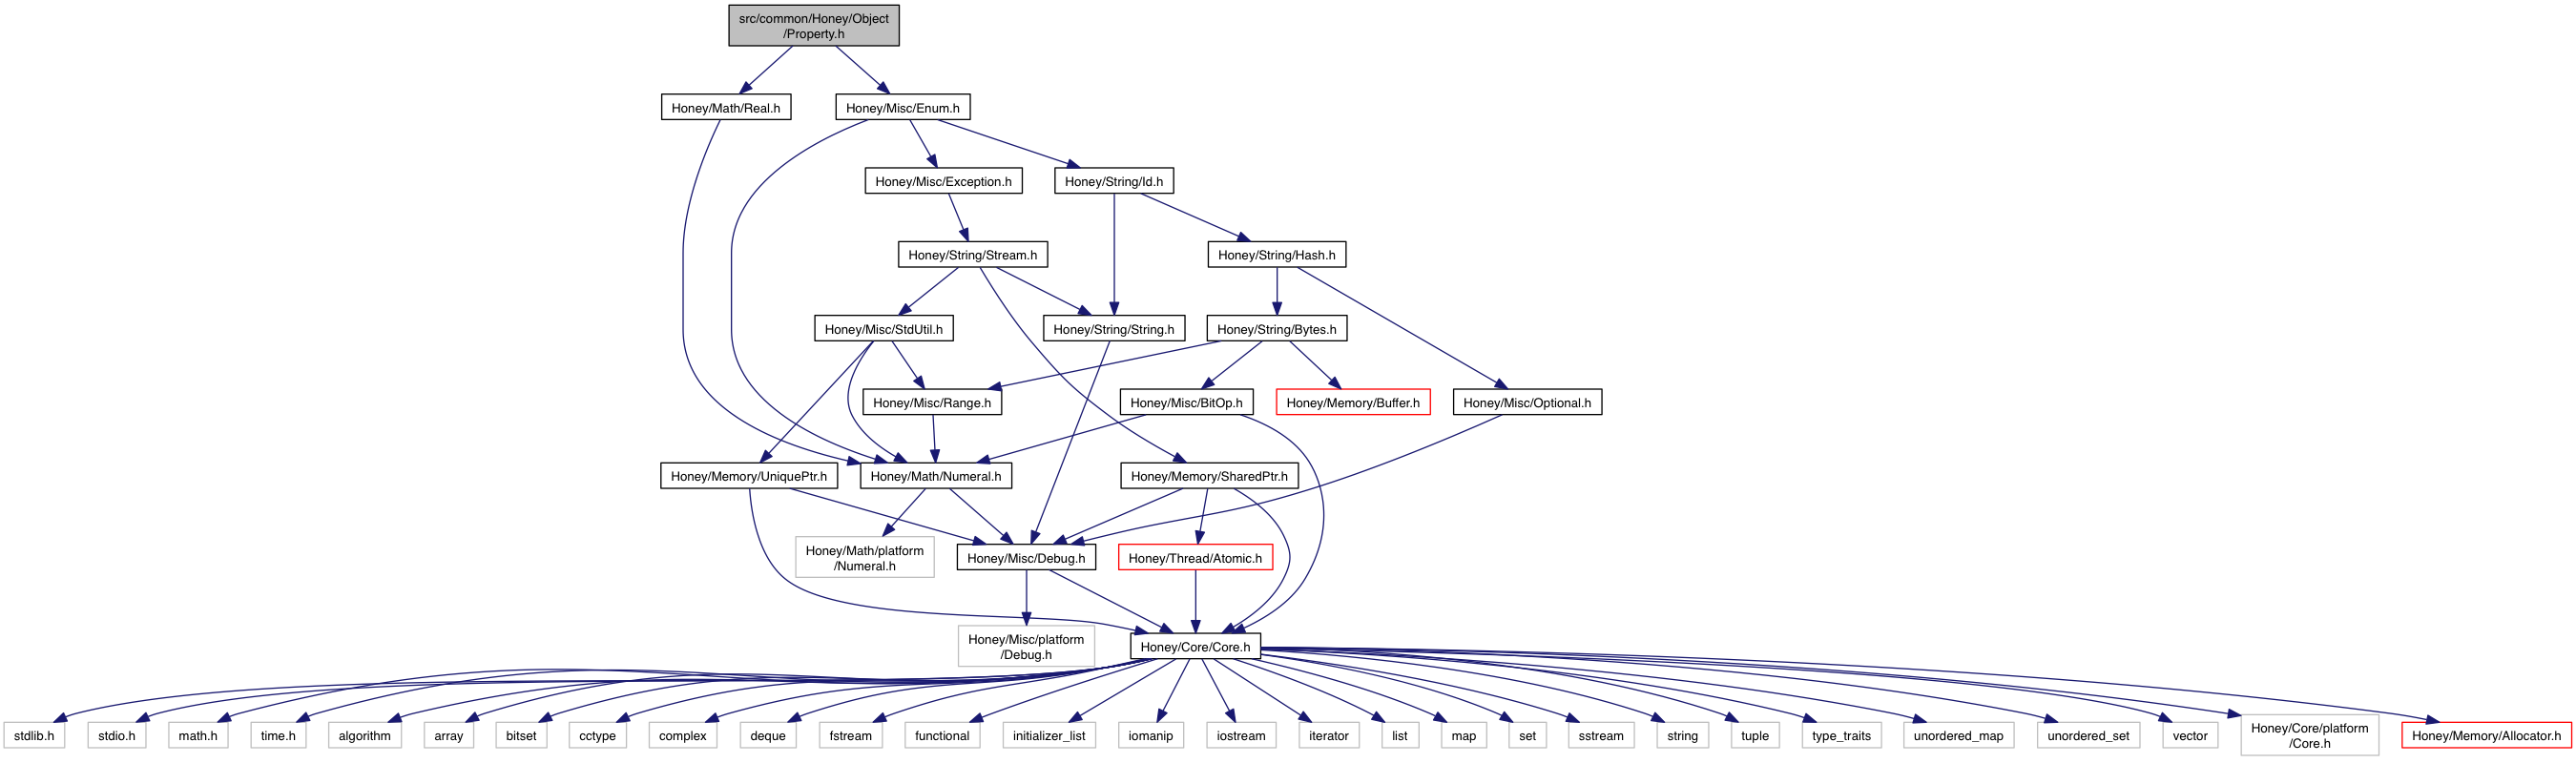 src/common/Honey/Object
/Property.h
Honey/Math/Real.h
Honey/Misc/Enum.h
Honey/Misc/Exception.h
Honey/String/Id.h
Honey/String/Stream.h
Honey/String/Hash.h
Honey/Misc/StdUtil.h
Honey/String/String.h
Honey/String/Bytes.h
Honey/Misc/Range.h
Honey/Misc/BitOp.h
Honey/Memory/Buffer.h
Honey/Misc/Optional.h
Honey/Memory/UniquePtr.h
Honey/Math/Numeral.h
Honey/Memory/SharedPtr.h
Honey/Math/platform
/Numeral.h
Honey/Misc/Debug.h
Honey/Thread/Atomic.h
Honey/Misc/platform
/Debug.h
Honey/Core/Core.h
stdlib.h
stdio.h
math.h
time.h
algorithm
array
bitset
cctype
complex
deque
fstream
functional
initializer_list
iomanip
iostream
iterator
list
map
set
sstream
string
tuple
type_traits
unordered_map
unordered_set
vector
Honey/Core/platform
/Core.h
Honey/Memory/Allocator.h